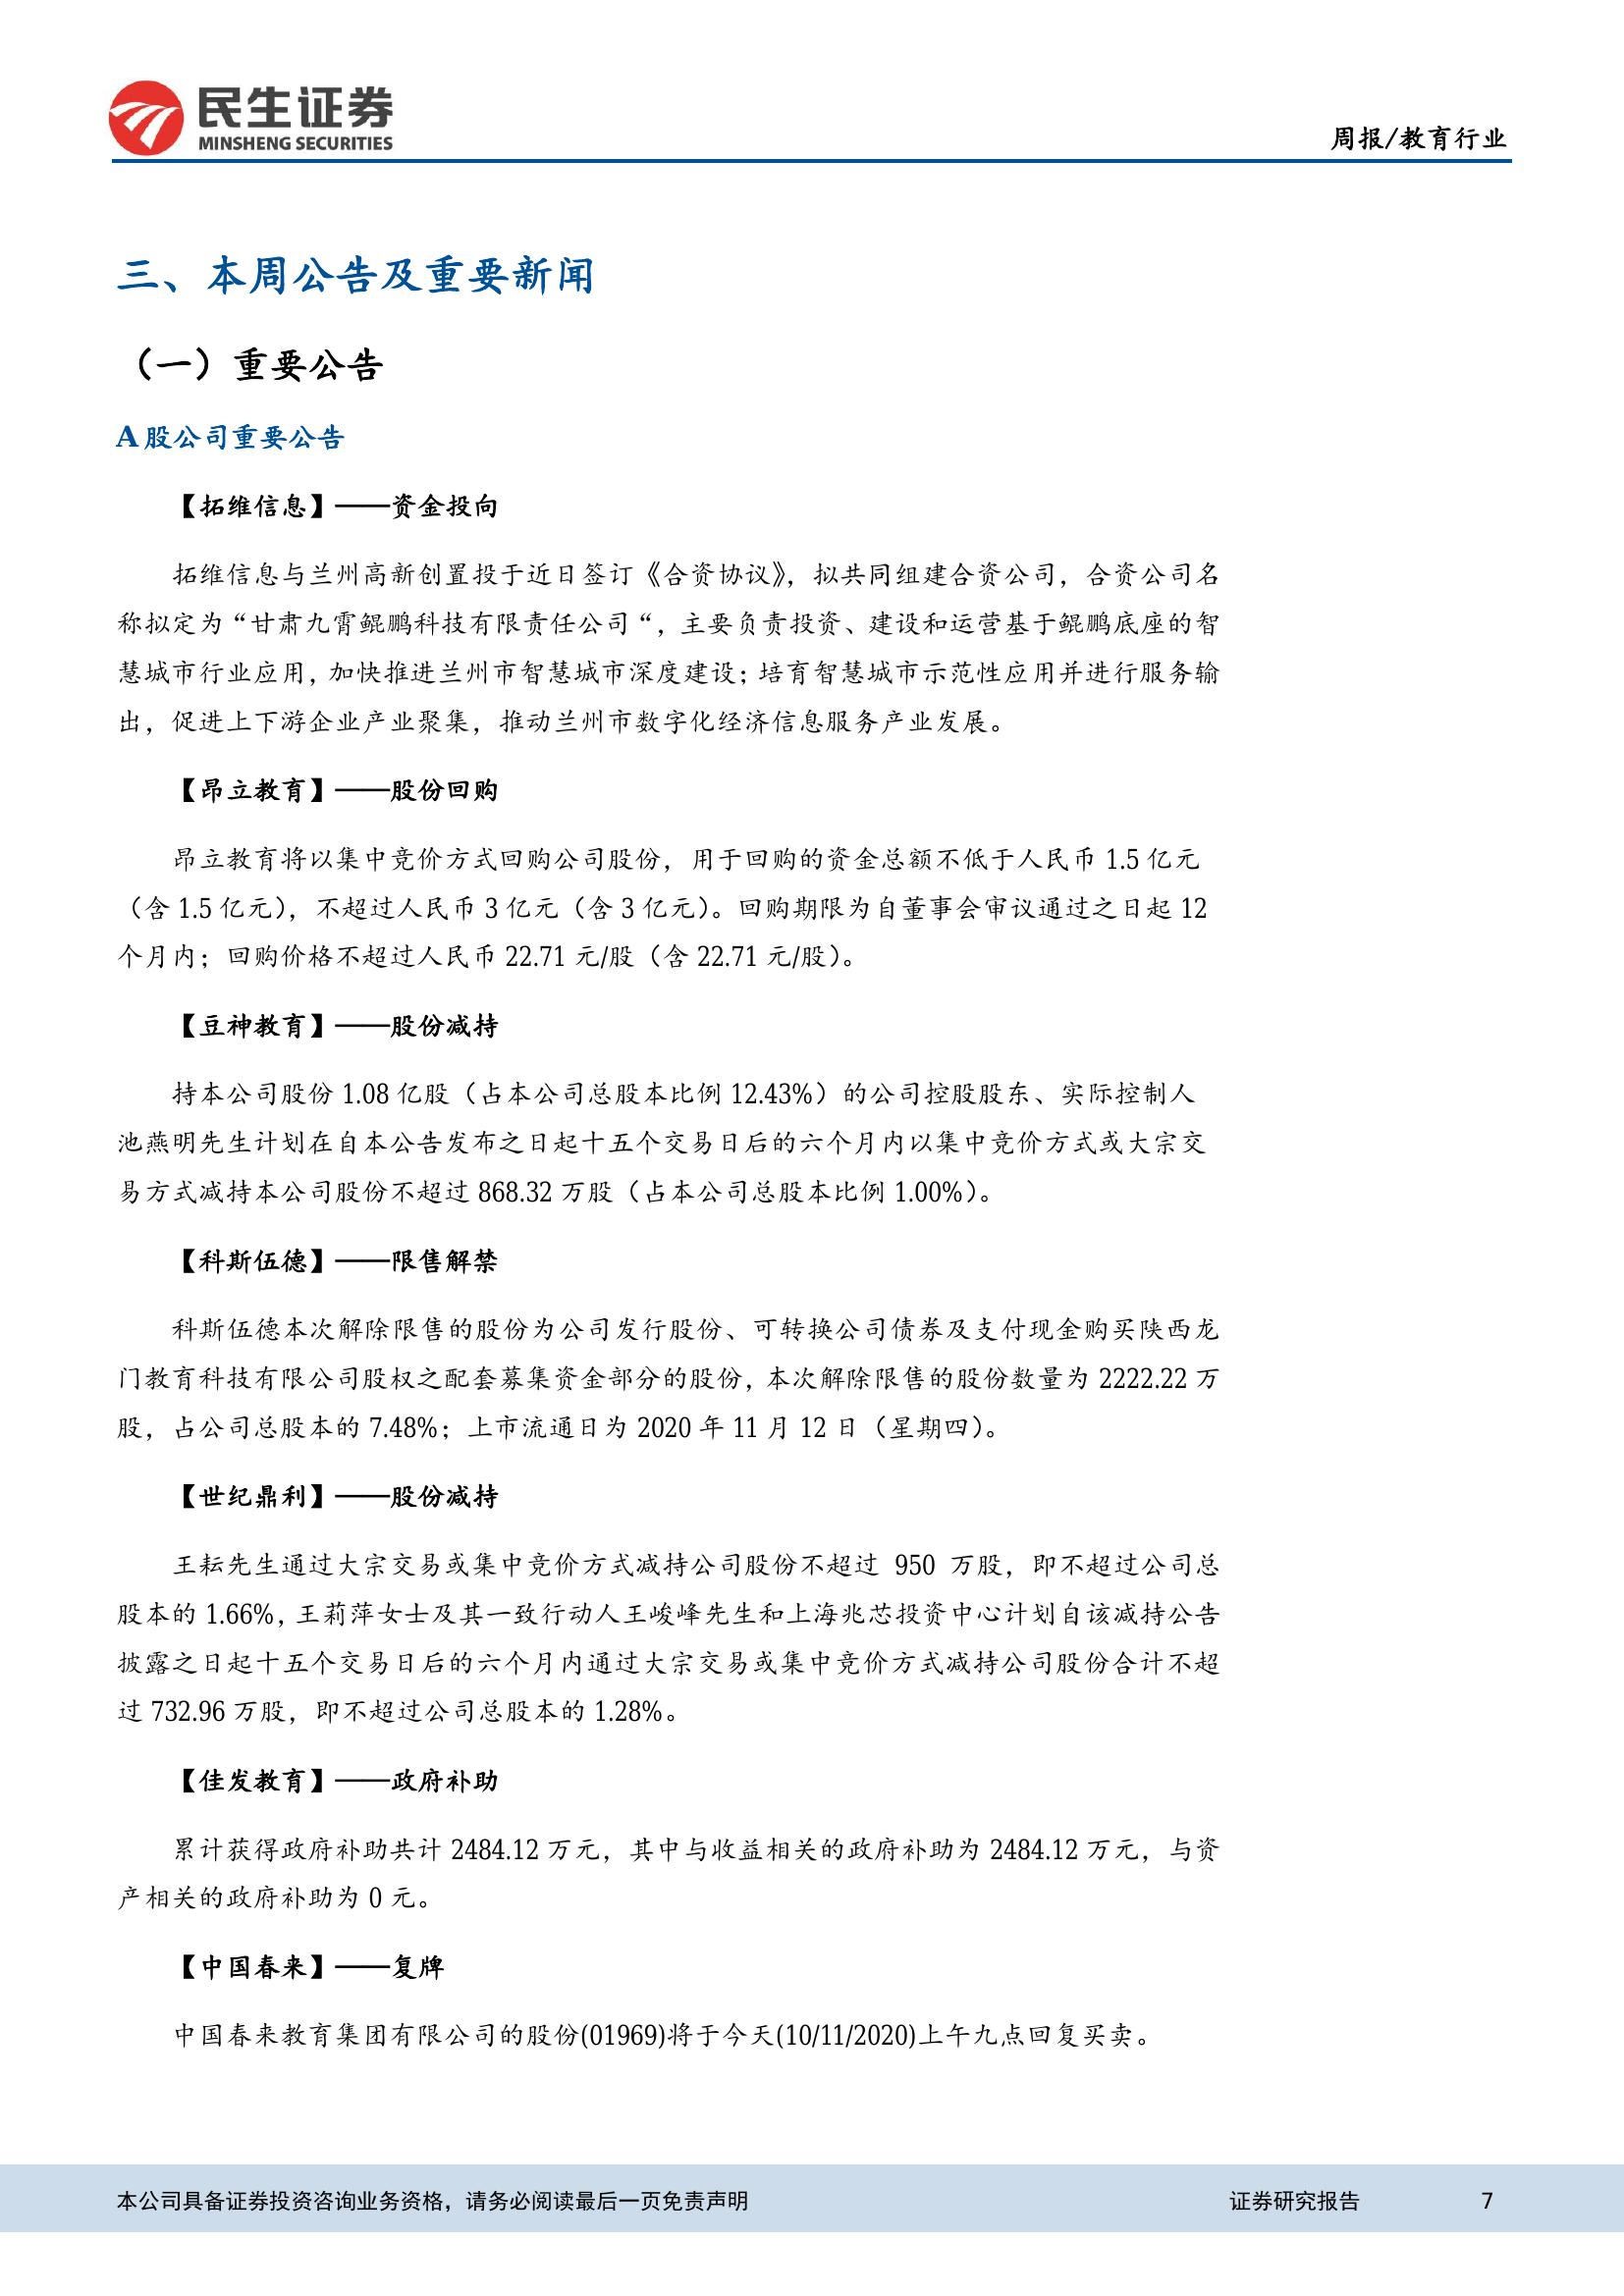 民生证券
MINSHENG SECURITIES
周报/教育行业
三、本周公告及重要新闻
（一）重要公告
A 股公司重要公告
【拓维信息】——资金投向
拓维信息与兰州高新创置投于近日签订《合资协议》，拟共同组建合资公司，合资公司名
称拟定为“甘肃九霄鲲鹏科技有限责任公司“，主要负责投资、建设和运营基于鲲鹏底座的智
慧城市行业应用，加快推进兰州市智慧城市深度建设；培育智慧城市示范性应用并进行服务输
出，促进上下游企业产业聚集，推动兰州市数字化经济信息服务产业发展。
【昂立教育】——股份回购
昂立教育将以集中竞价方式回购公司股份，用于回购的资金总额不低于人民币 1.5 亿元
（含 1.5 亿元），不超过人民币 3 亿元（含 3 亿元）。回购期限为自董事会审议通过之日起 12
个月内；回购价格不超过人民币 22.71 元/股（含 22.71 元/股）。
【豆神教育】——股份减持
持本公司股份 1.08 亿股（占本公司总股本比例 12.43%）的公司控股股东、实际控制人
池燕明先生计划在自本公告发布之日起十五个交易日后的六个月内以集中竞价方式或大宗交
易方式减持本公司股份不超过 868.32 万股（占本公司总股本比例 1.00%）。
【科斯伍德】——限售解禁
科斯伍德本次解除限售的股份为公司发行股份、可转换公司债券及支付现金购买陕西龙
门教育科技有限公司股权之配套募集资金部分的股份，本次解除限售的股份数量为 2222.22 万
股，占公司总股本的 7.48%；上市流通日为 2020 年 11 月 12 日（星期四）。
【世纪鼎利】——股份减持
王耘先生通过大宗交易或集中竞价方式减持公司股份不超过 950 万股，即不超过公司总
股本的 1.66%，王莉萍女士及其一致行动人王峻峰先生和上海兆芯投资中心计划自该减持公告
披露之日起十五个交易日后的六个月内通过大宗交易或集中竞价方式减持公司股份合计不超
过 732.96 万股，即不超过公司总股本的 1.28%。
【佳发教育】——政府补助
累计获得政府补助共计 2484.12 万元，其中与收益相关的政府补助为 2484.12 万元，与资
产相关的政府补助为 0 元。
【中国春来】——复牌
中国春来教育集团有限公司的股份(01969)将于今天(10/11/2020)上午九点回复买卖。
本公司具备证券投资咨询业务资格，请务必阅读最后一页免责声明
证券研究报告
7